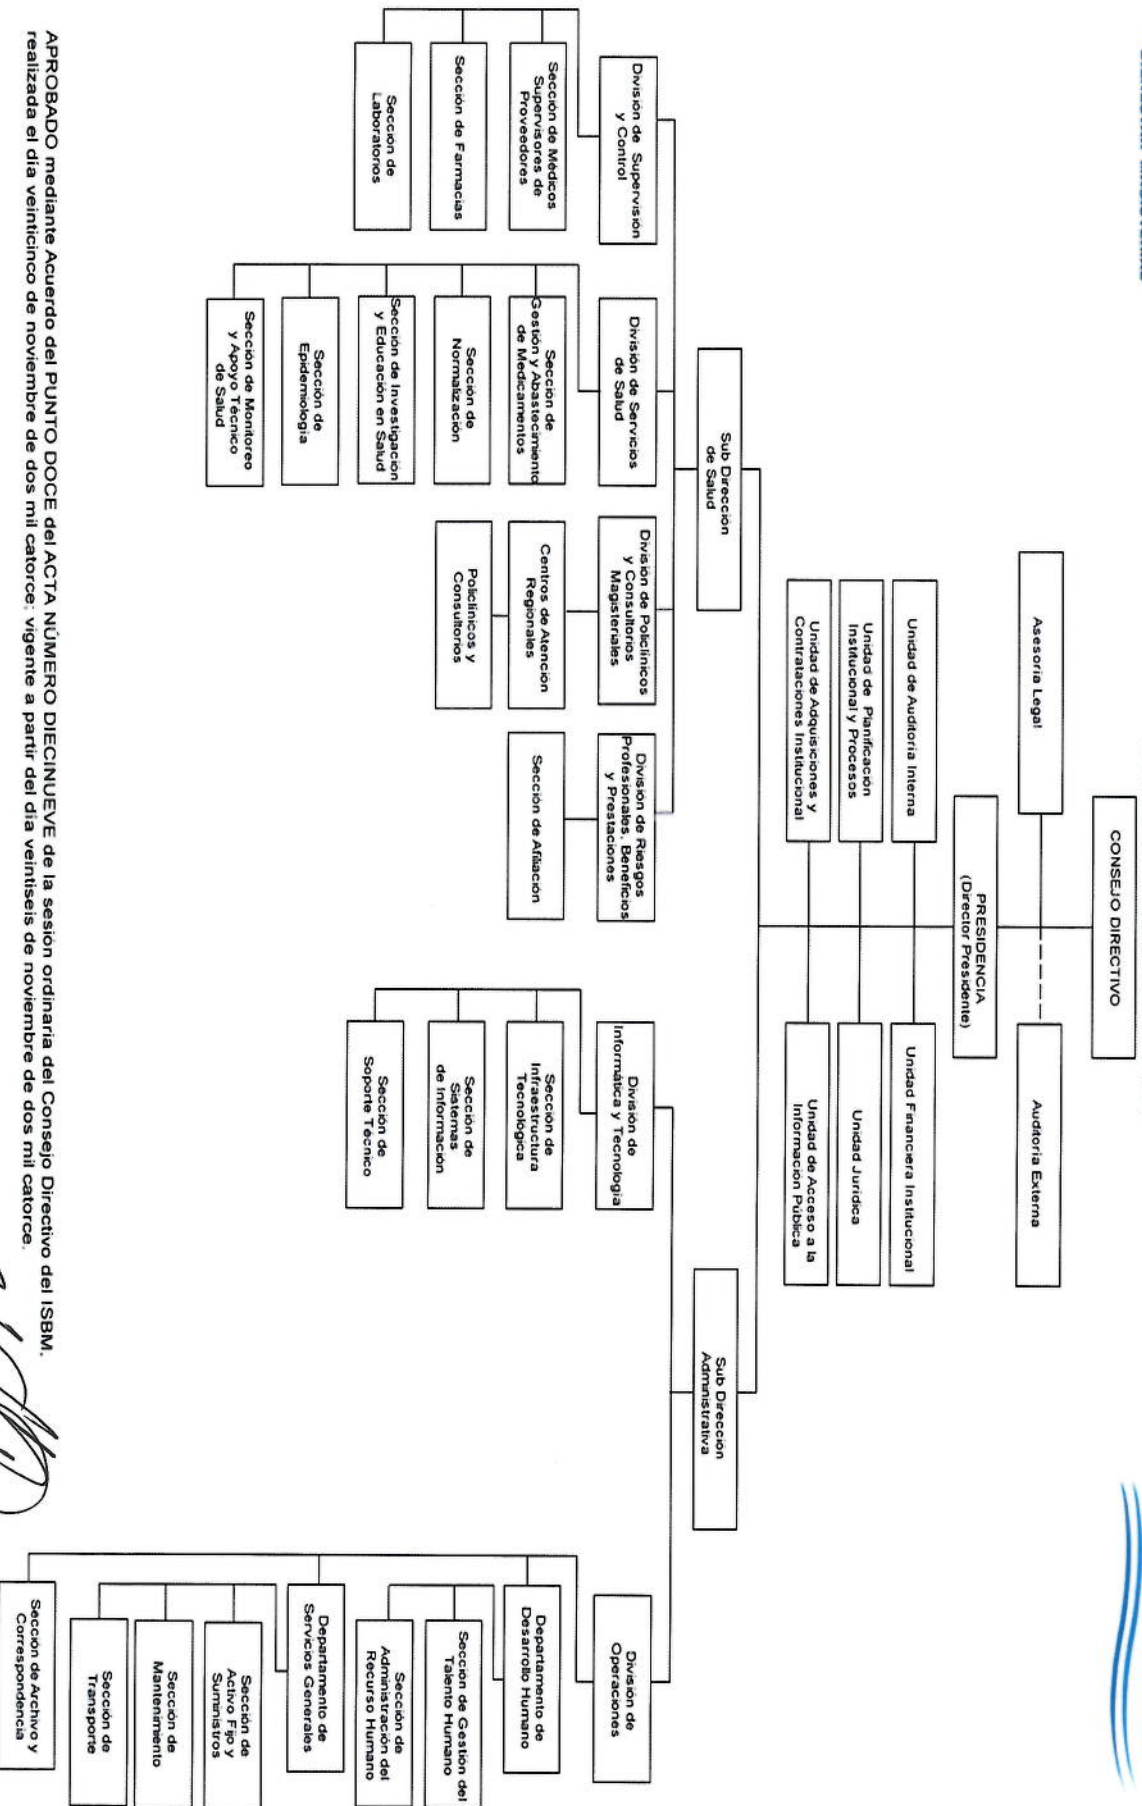 CONSEJO DIRECTIVO
Asesoría Legal
Auditoría Externa
PRESIDENCIA
(Director Presidente)
Unidad de Auditoría Interna
Unidad Financiera Institucional
Unidad de Planificación
Institucional y Procesos
Unidad Jurídica
Unidad de Adquisiciones y
Contrataciones Institucional
Unidad de Acceso a la
Información Pública
Sub Dirección
de Salud
Sub Dirección
Administrativa
División de Supervisión
y Control
Sección de Médicos
Supervisores de
Proveedores
Sección de Farmacias
Sección de
Laboratorios
División de Servicios
de Salud
Sección de
Gestión y Abastecimiento
de Medicamentos
Sección de
Normalización
Sección de Investigación
y Educación en Salud
Sección de
Epidemiología
Sección de Monitoreo
y Apoyo Técnico
de Salud
División de Policlínicos
y Consultorios
Magisteriales
Centros de Atención
Regionales
Policlínicos y
Consultorios
División de Riesgos
Profesionales, Beneficios
y Prestaciones
Sección de Afiliación
División de
Informática y Tecnología
Sección de
Infraestructura
Tecnológica
Sección de
Sistemas
de Información
Sección de
Soporte Técnico
División de
Operaciones
Departamento de
Desarrollo Humano
Sección de Gestión del
Talento Humano
Sección de
Administración del
Recurso Humano
Departamento de
Servicios Generales
Sección de
Activo Fijo y
Suministros
Sección de
Mantenimiento
Sección de
Transporte
Sección de Archivo y
Correspondencia
APROBADO mediante Acuerdo del PUNTO DOCE del ACTA NÚMERO DIECINUEVE de la sesión ordinaria del Consejo Directivo del ISBM,
realizada el día veinticinco de noviembre de dos mil catorce; vigente a partir del día veintiseis de noviembre de dos mil catorce.